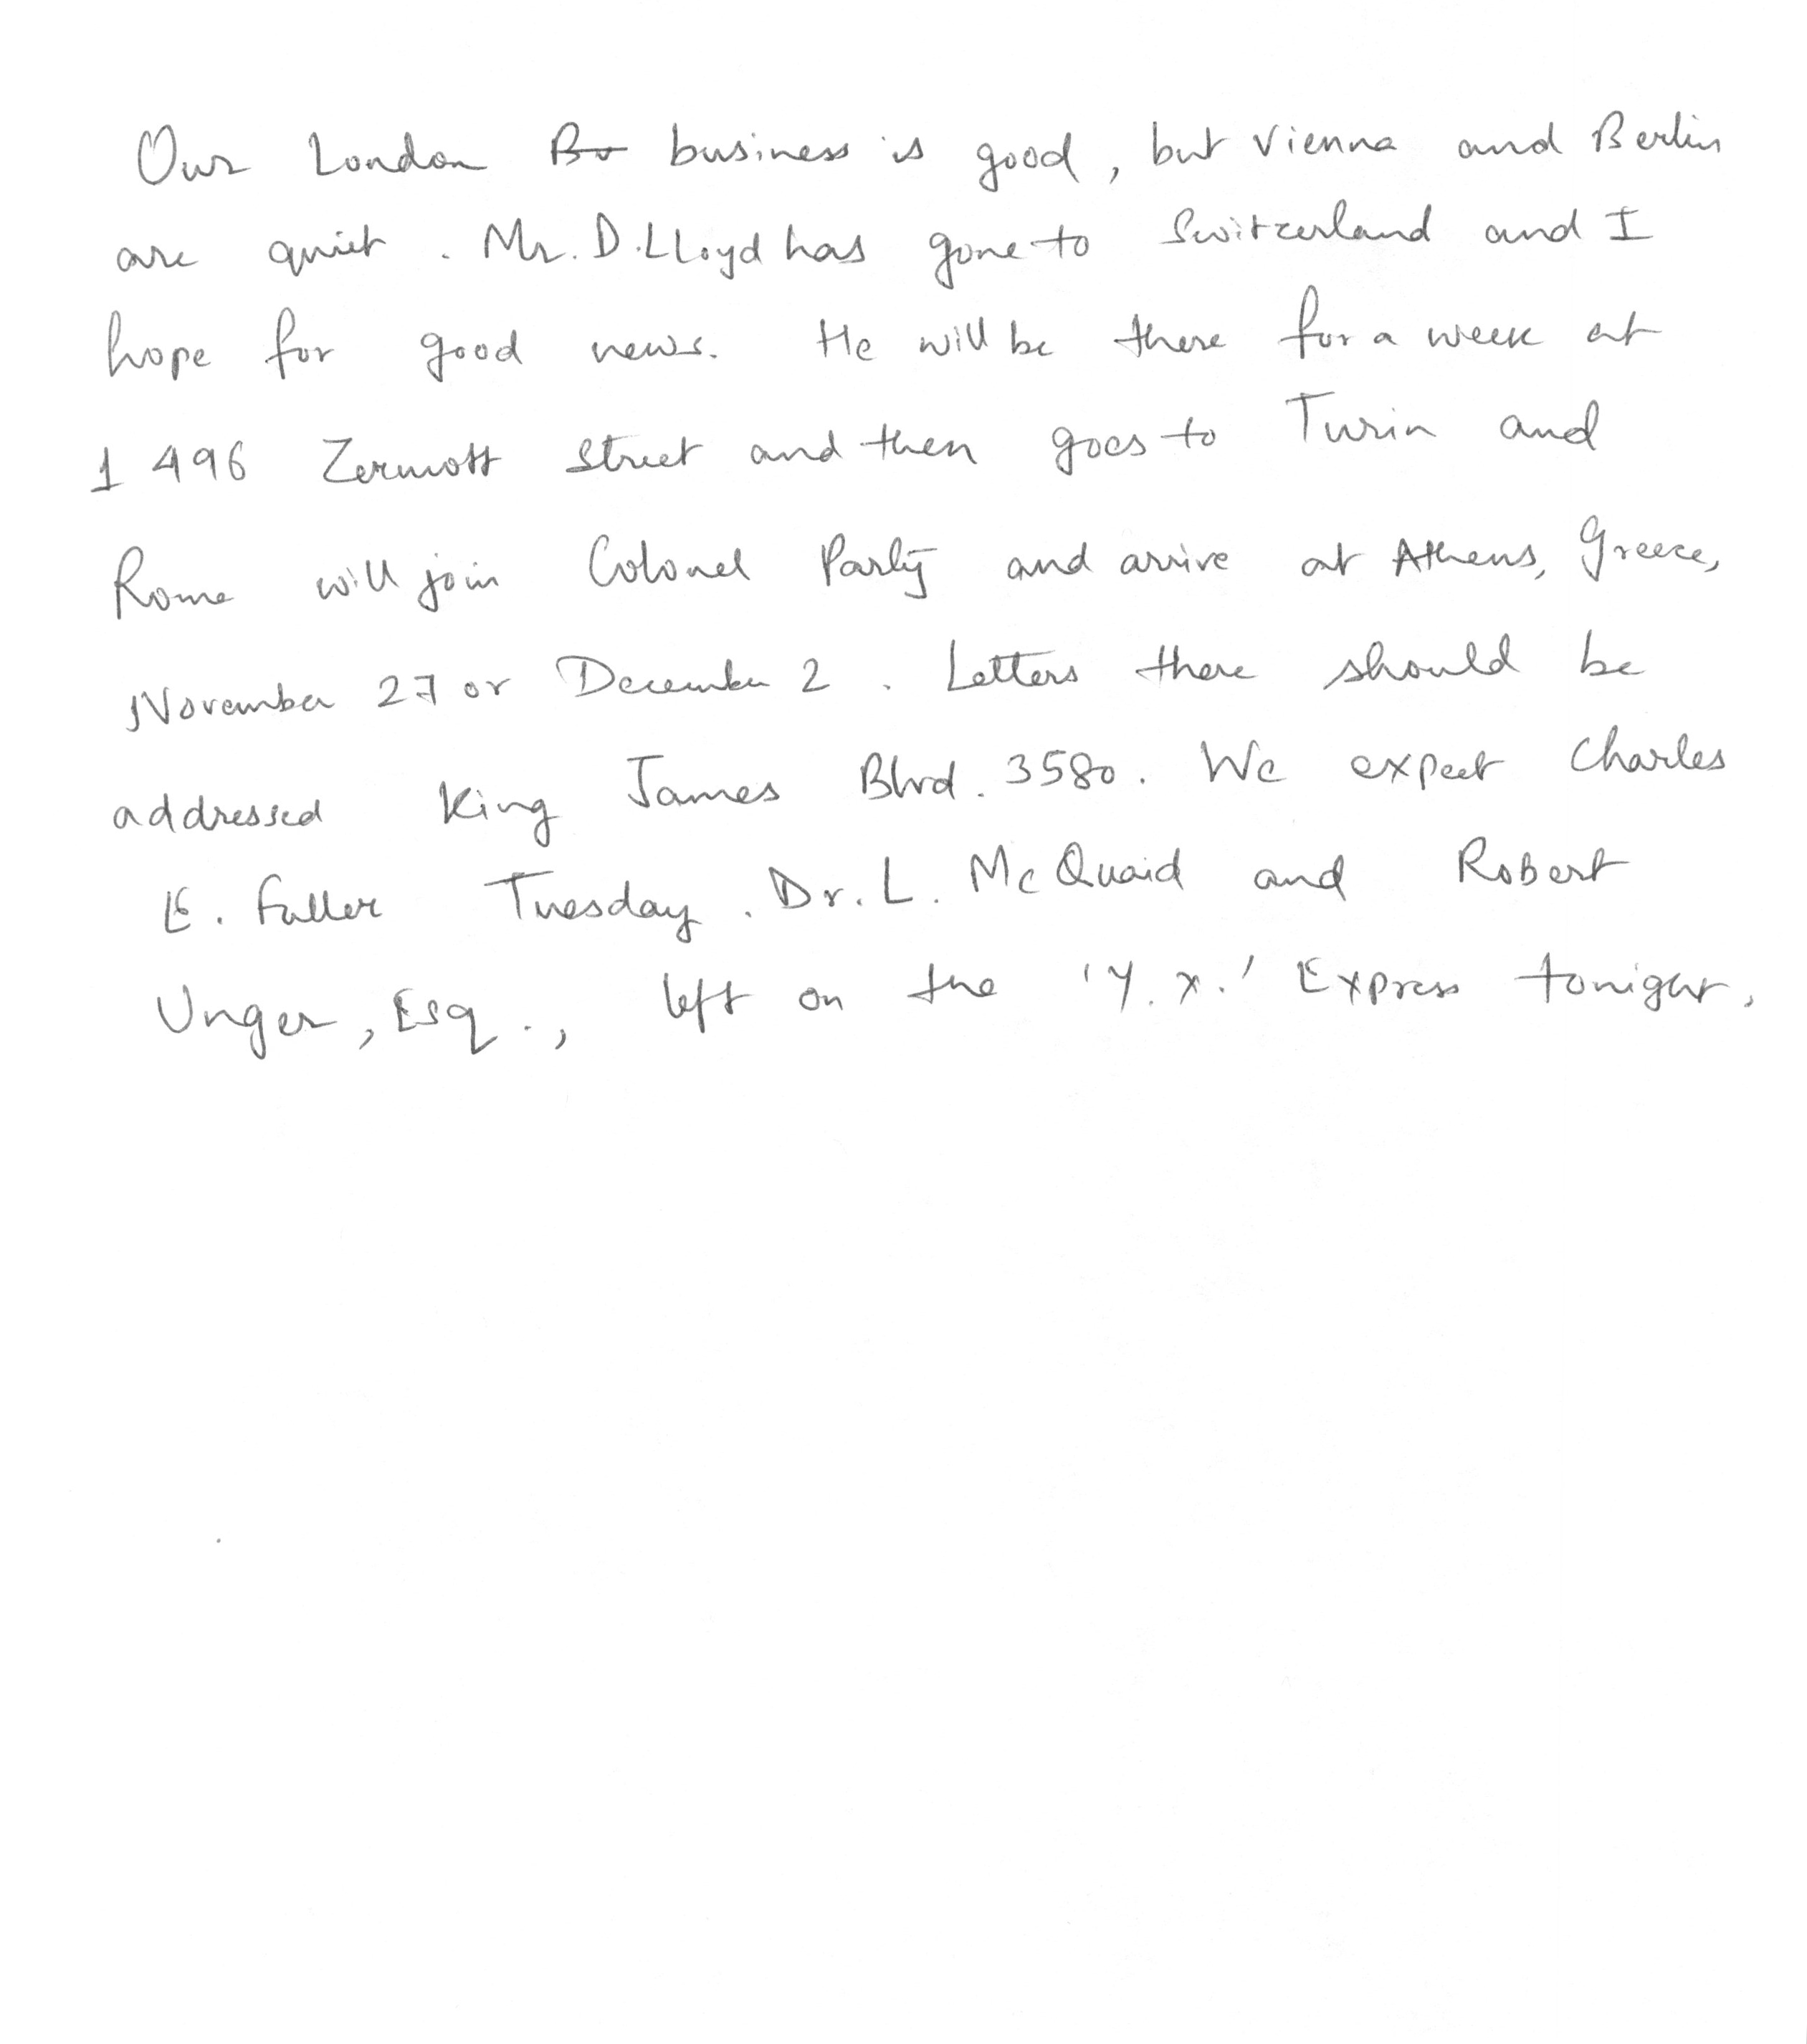 Our London Bu business is good, but Vienna and Berlin
are quiet. Mr. D. LLoyd has gone to Switzerland and I
hope for good news. He will be there for a week at
1496 Zermott Street and then goes to Turin and
Rome will join Colonel Party and arrive at Athens, Greece,
November 27 or December 2. Letters there should be
addressed King James Blvd. 3580. We expect Charles
E. Fuller Tuesday. Dr. L. McQuaid and Robert
Unger, Esq., left on the 'Y.X.' Express tonight.